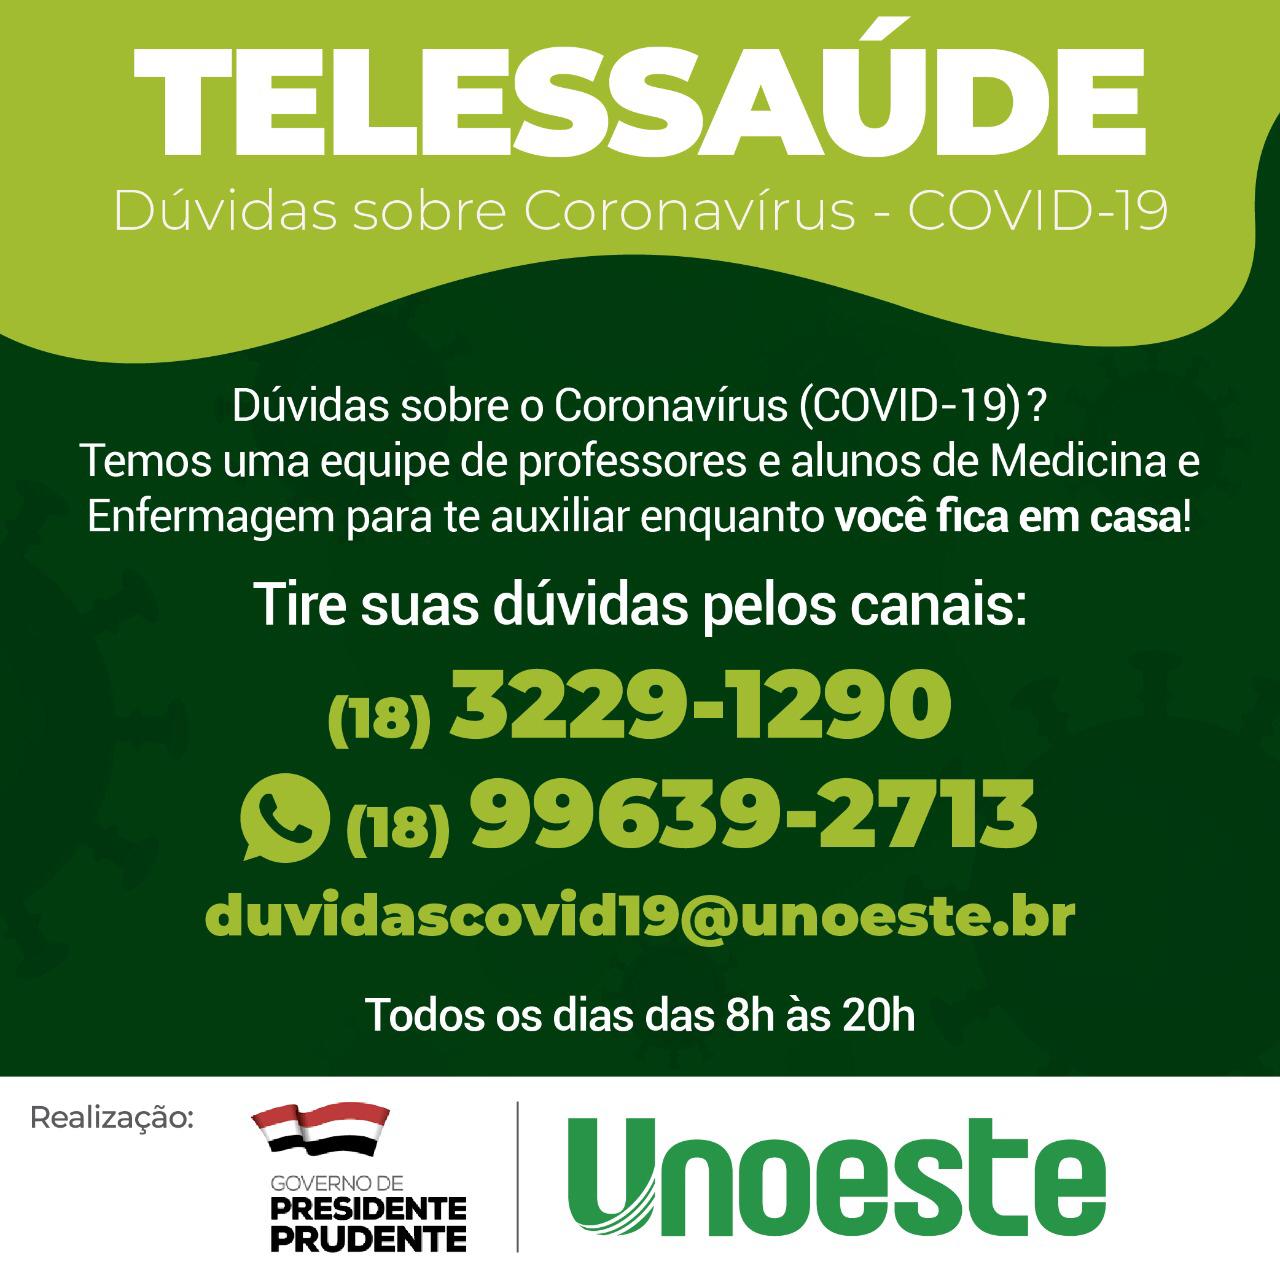 TELESSAÚDE
Dúvidas sobre Coronavírus - COVID-19
Dúvidas sobre o Coronavírus (COVID-19)?
Temos uma equipe de professores e alunos de Medicina e
Enfermagem para te auxiliar enquanto você fica em casa!
Tire suas dúvidas pelos canais:
(18) 3229-1290
(18) 99639-2713
duvidascovid19@unoeste.br
Todos os dias das 8h às 20h
Realização:
GOVERNO DE
PRESIDENTE
PRUDENTE
Unoeste